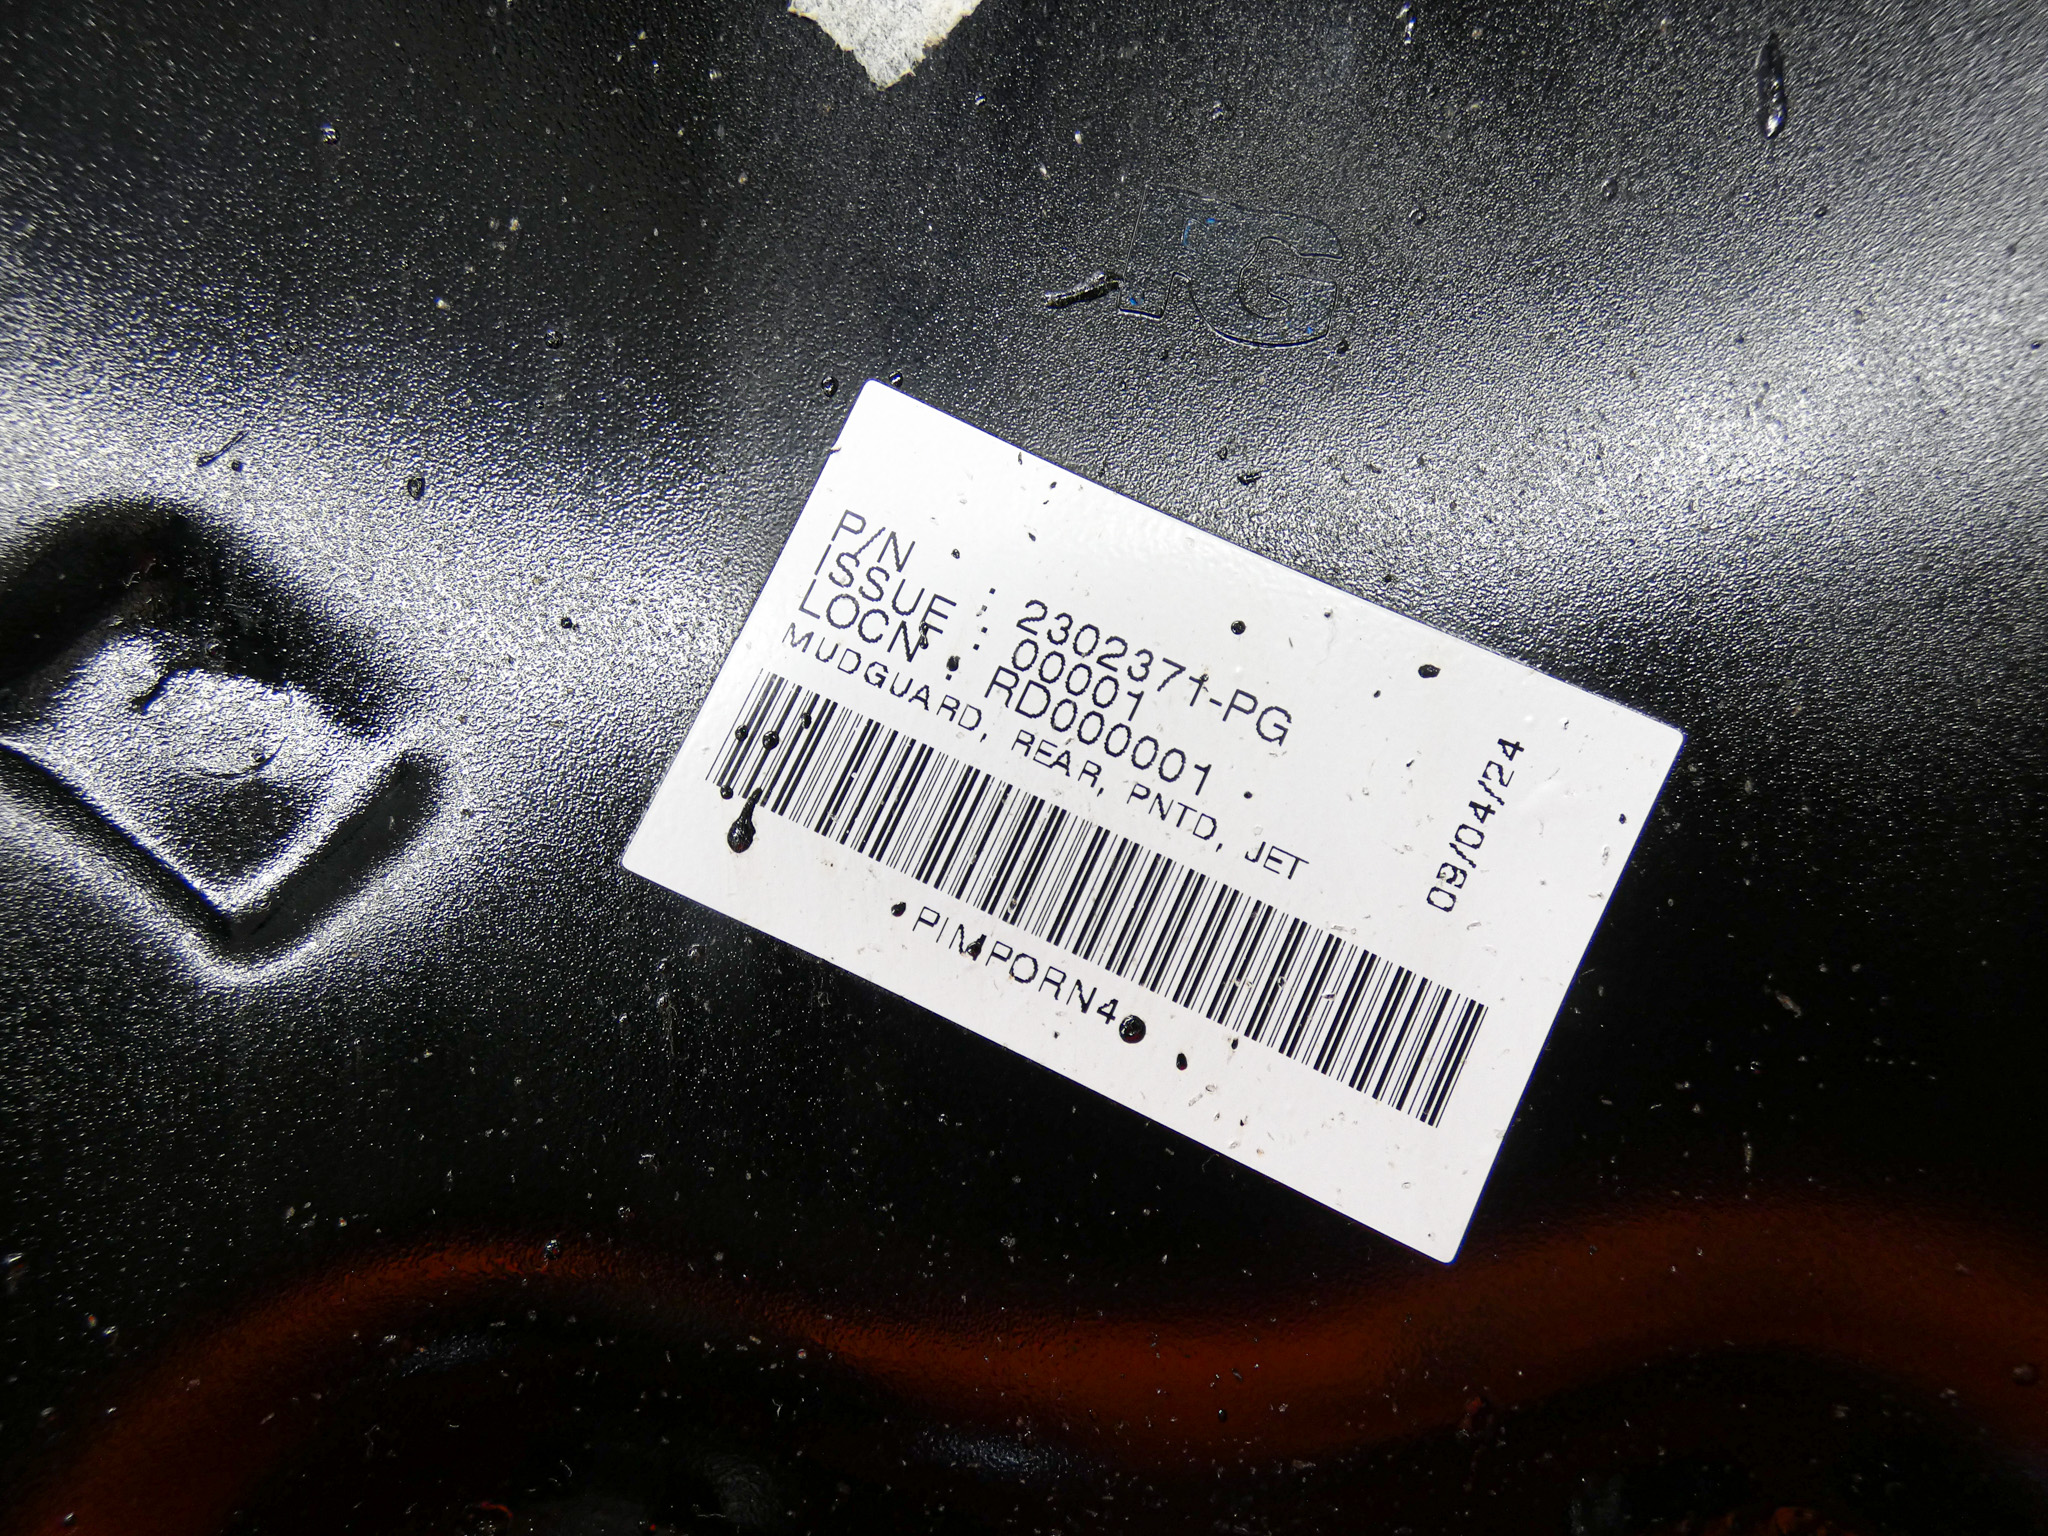 P/N : 2302371-PG
ISSUE : 00001
LOCN : RD000001
MUDGUARD, REAR, PNTD, JET
PIMPORN4
09/04/24